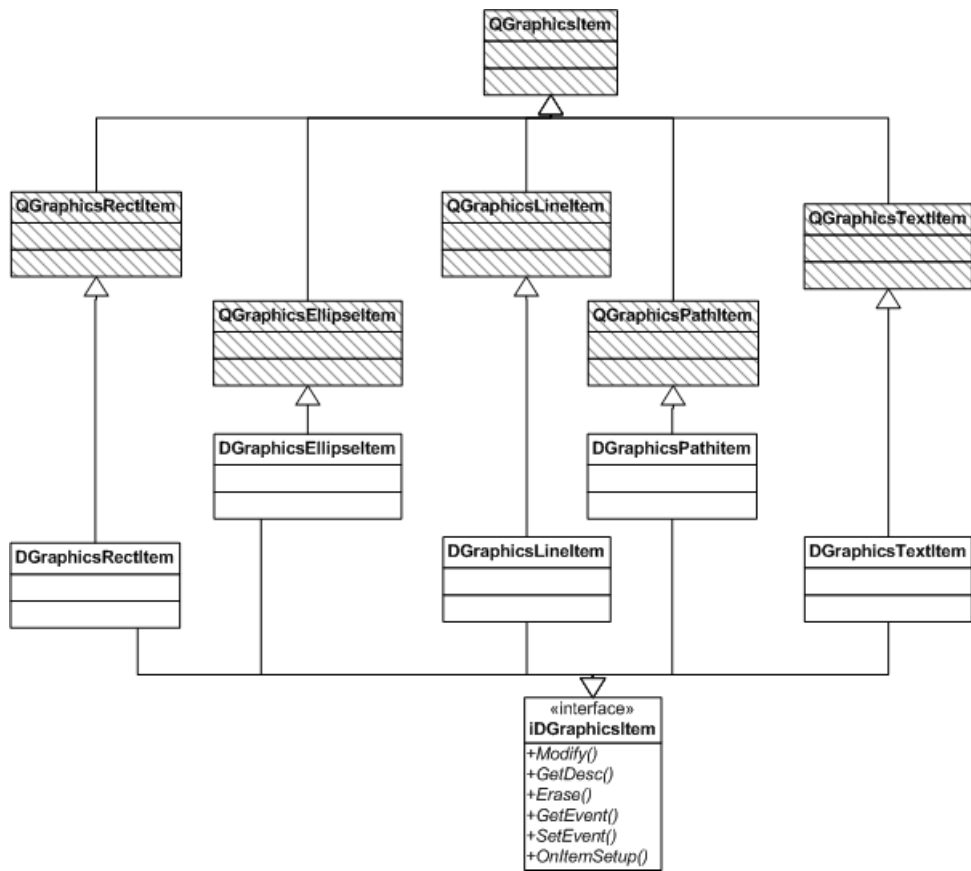 QGraphicsItem
QGraphicsRectItem
QGraphicsLineItem
QGraphicsTextItem
QGraphicsEllipseItem
QGraphicsPathItem
DGraphicsEllipseItem
DGraphicsPathitem
DGraphicsRectItem
DGraphicsLineItem
DGraphicsTextItem
«interface»
iDGraphicsItem
+Modify()
+GetDesc()
+Erase()
+GetEvent()
+SetEvent()
+OnItemSetup()